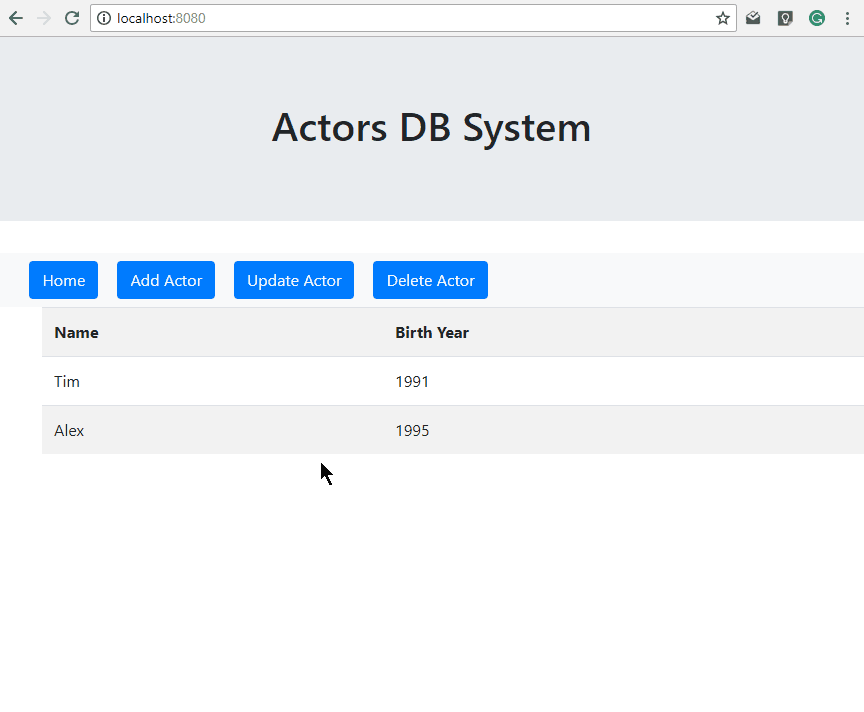 localhost:8080
Actors DB System
Home Add Actor Update Actor Delete Actor
Name Birth Year
Tim 1991
Alex 1995